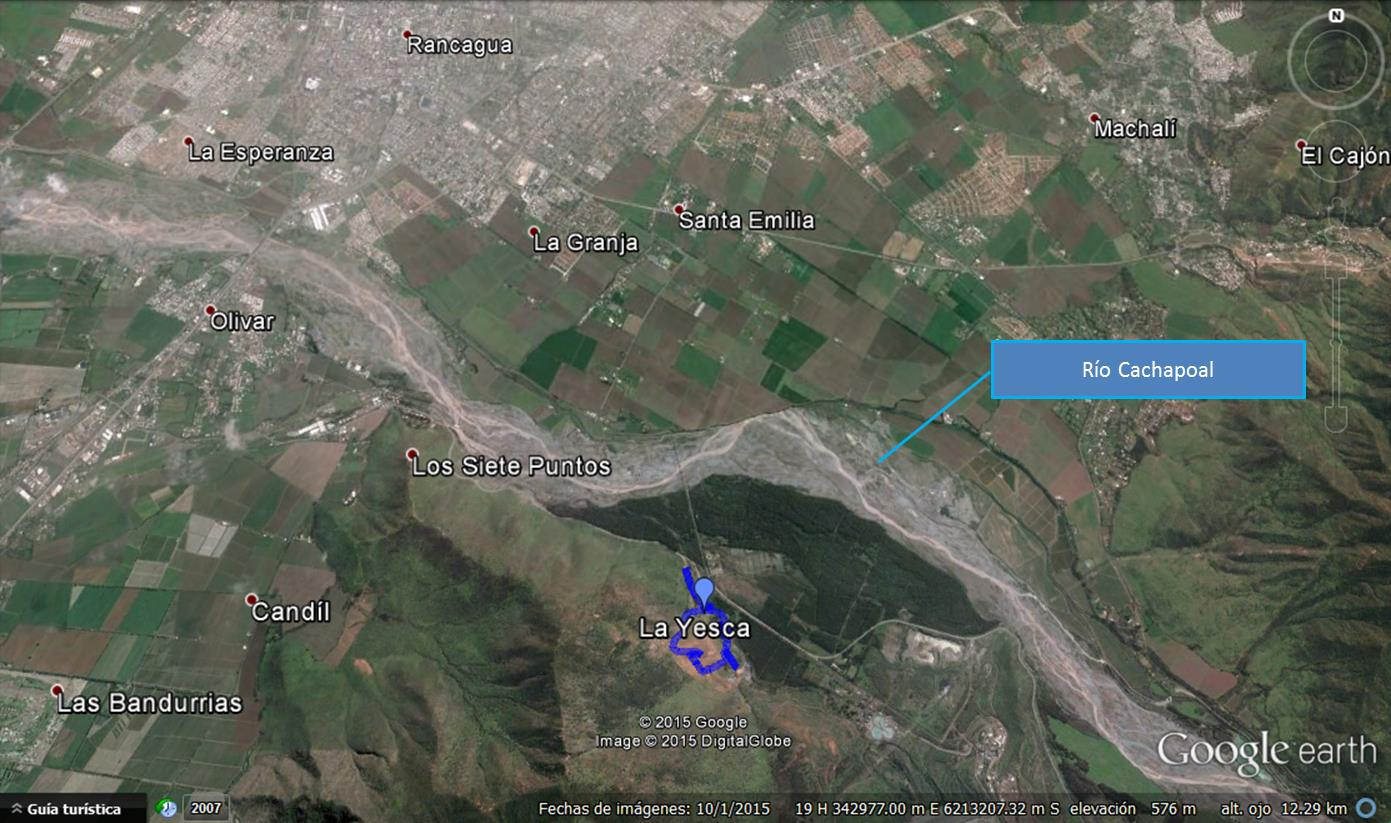 N
Rancagua
Machalí
La Esperanza
El Cajón
Santa Emilia
La Granja
Olivar
Río Cachapoal
Los Siete Puntos
Candíl
La Yesca
Las Bandurrias
© 2015 Google
Image © 2015 DigitalGlobe
Google earth
Guía turística
2007
Fechas de imágenes: 10/1/2015 19 H 342977.00 m E 6213207.32 m S elevación 576 m alt. ojo 12.29 km